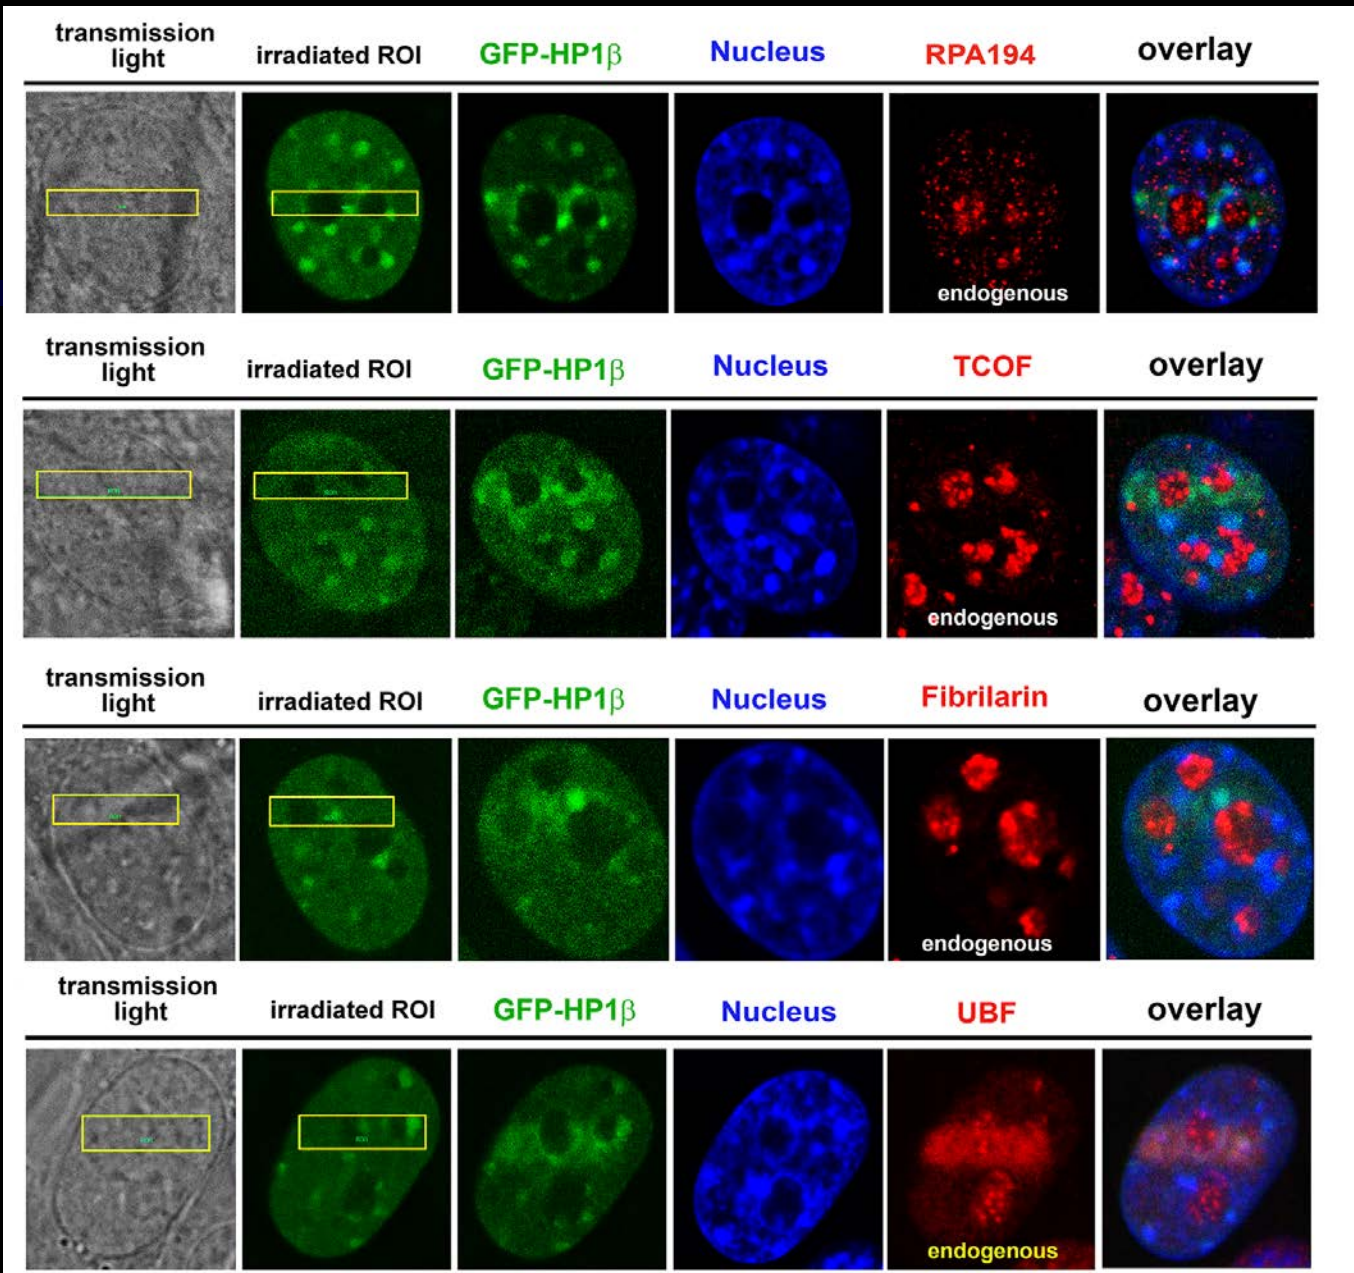 transmission
light
irradiated ROI
GFP-HP1β
Nucleus
RPA194
overlay
endogenous
transmission
light
irradiated ROI
GFP-HP1β
Nucleus
TCOF
overlay
endogenous
transmission
light
irradiated ROI
GFP-HP1β
Nucleus
Fibrilarin
overlay
endogenous
transmission
light
irradiated ROI
GFP-HP1β
Nucleus
UBF
overlay
endogenous